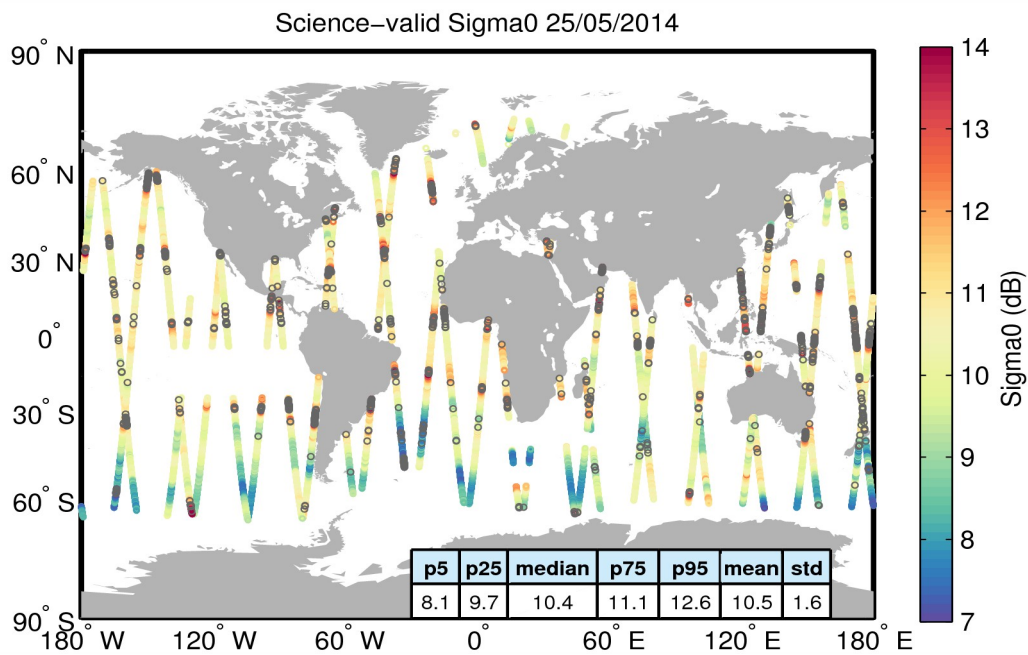 Science−valid Sigma0 25/05/2014
90° N
60° N
30° N
0°
30° S
60° S
90° S
180° W
120° W
60° W
0°
60° E
120° E
180° E
p5 p25 median p75 p95 mean std
8.1 9.7 10.4 11.1 12.6 10.5 1.6
14
13
12
11
10
9
8
7
Sigma0 (dB)